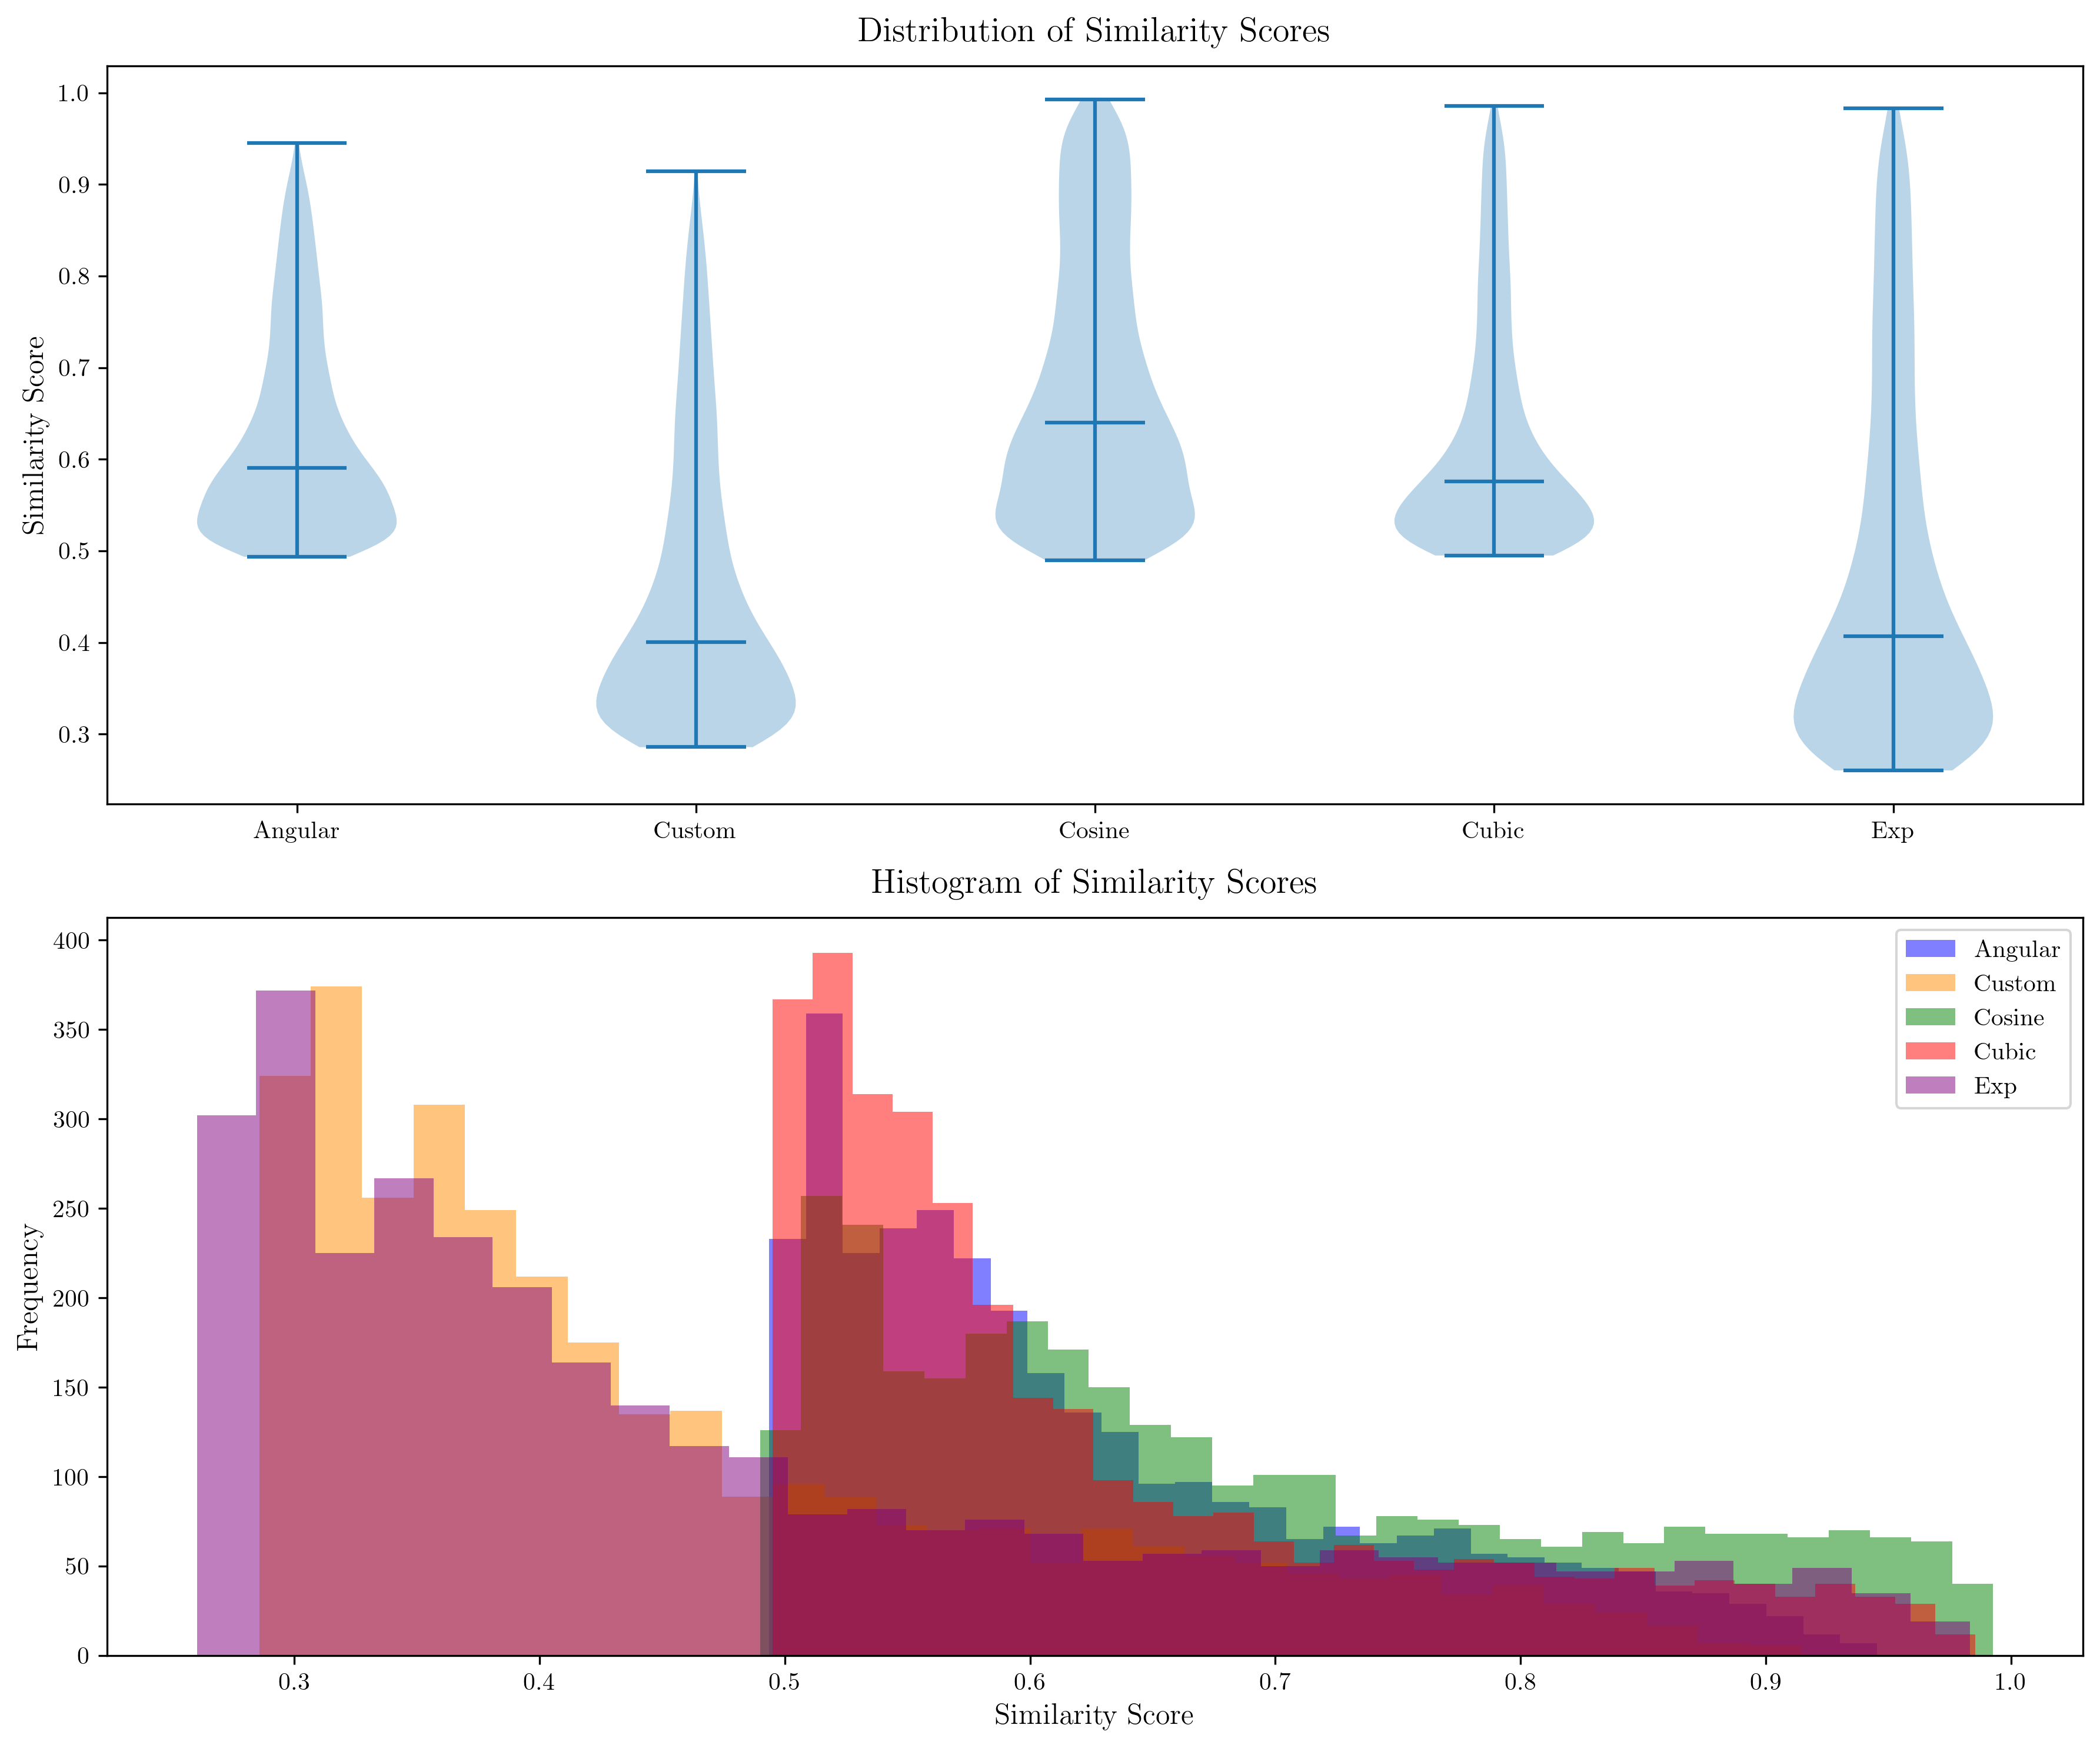 Distribution of Similarity Scores
1.0
0.9
0.8
0.7
0.6
0.5
0.4
0.3
Similarity Score
Angular Custom Cosine Cubic Exp
Histogram of Similarity Scores
400
350
300
250
200
150
100
50
0
Frequency
Angular
Custom
Cosine
Cubic
Exp
0.3 0.4 0.5 0.6 0.7 0.8 0.9 1.0
Similarity Score